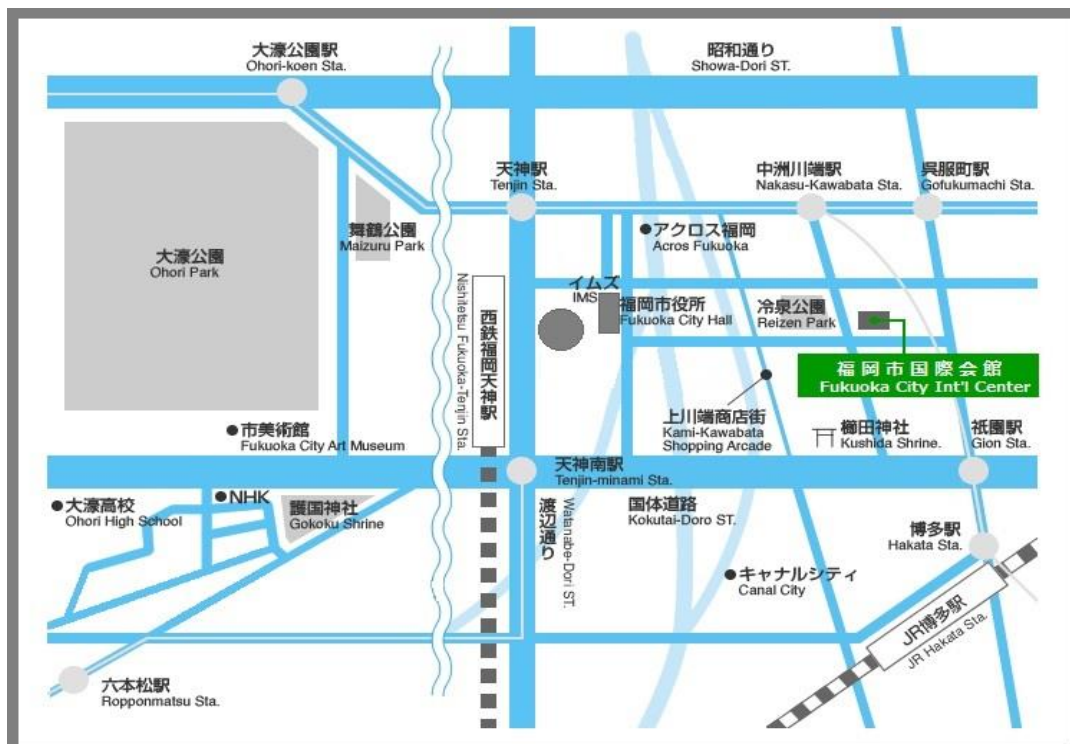 大濠公園駅
Ohori-koen Sta.
昭和通り
Showa-Dori ST.
天神駅
Tenjin Sta.
中洲川端駅
Nakasu-Kawabata Sta.
呉服町駅
Gofukumachi Sta.
舞鶴公園
Maizuru Park
アクロス福岡
Acros Fukuoka
大濠公園
Ohori Park
イムズ
IMS
福岡市役所
Fukuoka City Hall
冷泉公園
Reizen Park
西鉄福岡天神駅
Nishitetsu Fukuoka-Tenjin Sta.
福岡市国際会館
Fukuoka City Int'l Center
市美術館
Fukuoka City Art Museum
上川端商店街
Kami-Kawabata
Shopping Arcade
櫛田神社
Kushida Shrine.
祇園駅
Gion Sta.
天神南駅
Tenjin-minami Sta.
大濠高校
Ohori High School
NHK
護国神社
Gokoku Shrine
渡辺通り
Watanabe-Dori ST.
国体道路
Kokutai-Doro ST.
博多駅
Hakata Sta.
キャナルシティ
Canal City
JR博多駅
JR Hakata Sta.
六本松駅
Ropponmatsu Sta.